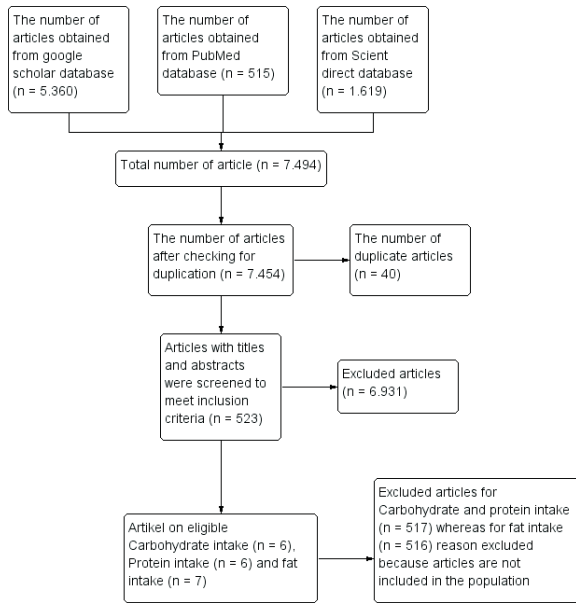 The number of
articles obtained
from google
scholar database
(n = 5.360)
The number of
articles obtained
from PubMed
database (n = 515)
The number of
articles obtained
from Scient
direct database
(n = 1.619)
Total number of article (n = 7.494)
The number of articles
after checking for
duplication (n = 7.454)
The number of
duplicate articles
(n = 40)
Articles with titles
and abstracts
were screened to
meet inclusion
criteria (n = 523)
Excluded articles
(n = 6.931)
Artikel on eligible
Carbohydrate intake (n = 6),
Protein intake (n = 6) and fat
intake (n = 7)
Excluded articles for
Carbohydrate and protein intake
(n = 517) whereas for fat intake
(n = 516) reason excluded
because articles are not
included in the population